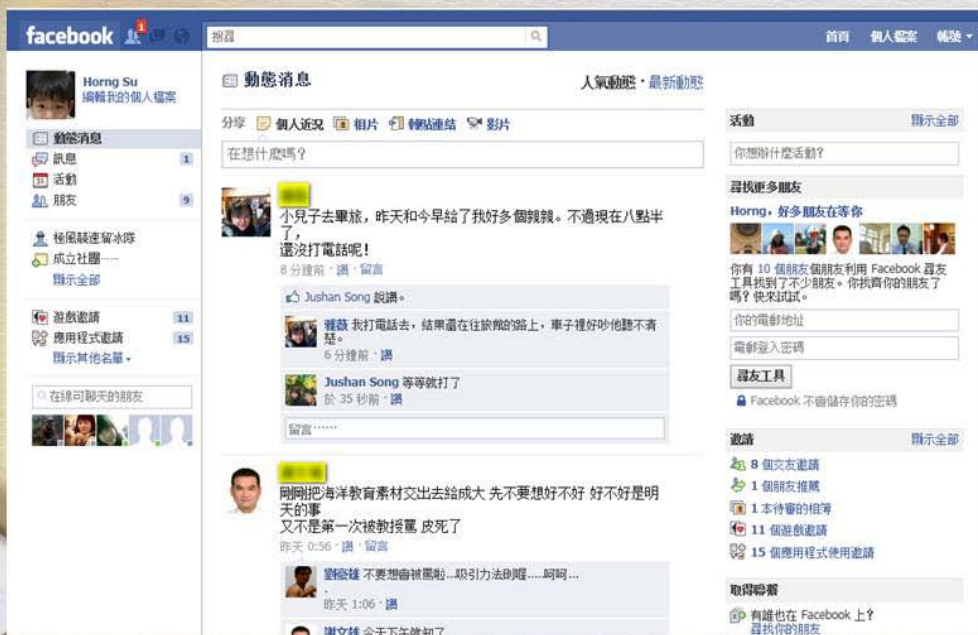 facebook
1
搜尋
首頁 個人檔案 帳號
Horng Su
編輯我的個人檔案
動態消息
訊息 1
31 活動
朋友 9
極風競速留冰隊
成立社團……
顯示全部
遊戲邀請 11
應用程式邀請 15
顯示其他名單
在線可聊天的朋友
動態消息
人氣動態・最新動態
分享 個人近況 相片 轉貼連結 影片
在想什麼嗎?
小兒子去畢旅，昨天和今早給了我好多個親親。不過現在八點半
了，
還沒打電話呢！
8 分鐘前・讚・留言
Jushan Song 說讚。
雅薇 我打電話去，結果還在往旅館的路上，車子裡好吵他聽不清
楚。
6 分鐘前・讚
Jushan Song 等等就打了
於 35 秒前・讚
留言……
剛剛把海洋教育素材交出去給成大 先不要想好不好 好不好是明
天的事
又不是第一次被教授罵 皮死了
昨天 0:56・讚・留言
劉臺雄 不要想會被罵啦...吸引力法則喔.....呵呵...
.
昨天 1:06・讚
謝文雄 今天下午就知了
活動 顯示全部
你想辦什麼活動?
尋找更多朋友
Horng，好多朋友在等你
你有 10 個朋友個朋友利用 Facebook 尋友
工具找到了不少朋友。你找齊你的朋友了
嗎? 快來試試。
你的電郵地址
電郵登入密碼
尋友工具
Facebook 不會儲存你的密碼
邀請 顯示全部
8 個交友邀請
1 個朋友推薦
1 本待審的相簿
11 個遊戲邀請
15 個應用程式使用邀請
取得聯繫
有誰也在 Facebook 上?
尋找你的朋友